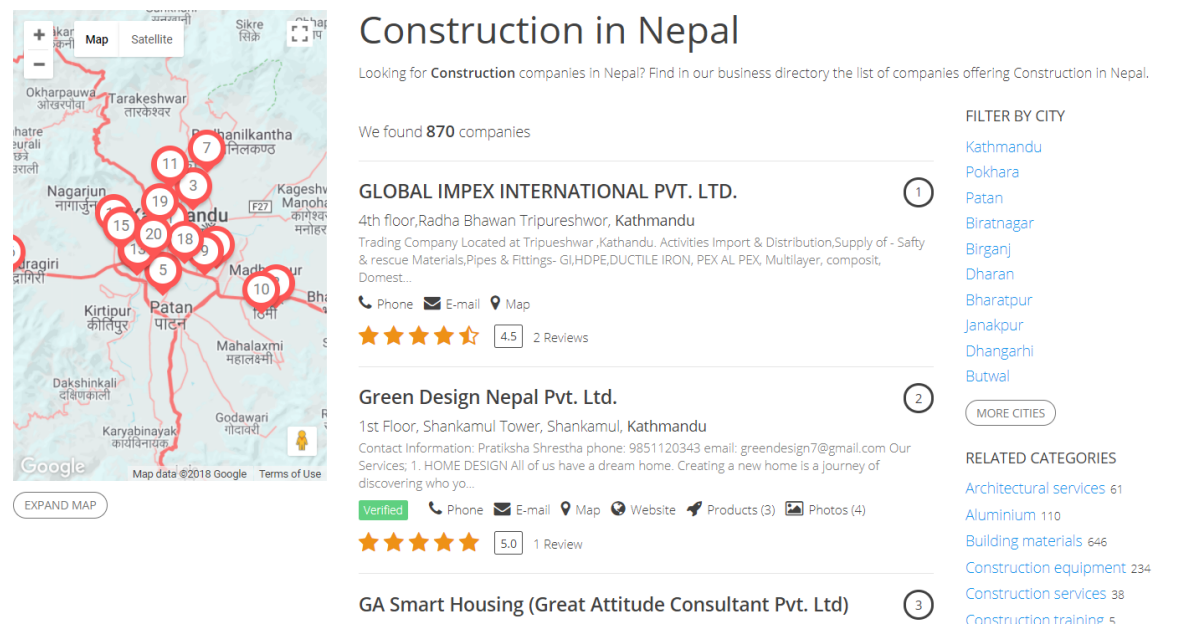 Sikre
सिक्रे
Map
Satellite
Okharpauwa
ओखरपौवा
Tarakeshwar
तारकेश्वर
7
11
3
19
15
20
18
9
5
10
Nagarjun
नागार्जुन
F27
Kirtipur
कीर्तिपुर
Patan
पाटन
Mahalaxmi
महालक्ष्मी
Dakshinkali
दक्षिणकाली
Godawari
गोदावरी
Karyabinayak
कार्यविनायक
Google
Map data ©2018 Google
Terms of Use
EXPAND MAP
Construction in Nepal
Looking for Construction companies in Nepal? Find in our business directory the list of companies offering Construction in Nepal.
We found 870 companies
GLOBAL IMPEX INTERNATIONAL PVT. LTD.
1
4th floor,Radha Bhawan Tripureshwor, Kathmandu
Trading Company Located at Tripueshwar ,Kathandu. Activities Import & Distribution,Supply of - Safty
& rescue Materials,Pipes & Fittings- GI,HDPE,DUCTILE IRON, PEX AL PEX, Multilayer, composit,
Domest...
Phone E-mail Map
4.5 2 Reviews
Green Design Nepal Pvt. Ltd.
2
1st Floor, Shankamul Tower, Shankamul, Kathmandu
Contact Information: Pratiksha Shrestha phone: 9851120343 email: greendesign7@gmail.com Our
Services; 1. HOME DESIGN All of us have a dream home. Creating a new home is a journey of
discovering who yo...
Verified Phone E-mail Map Website Products (3) Photos (4)
5.0 1 Review
GA Smart Housing (Great Attitude Consultant Pvt. Ltd)
3
FILTER BY CITY
Kathmandu
Pokhara
Patan
Biratnagar
Birganj
Dharan
Bharatpur
Janakpur
Dhangarhi
Butwal
MORE CITIES
RELATED CATEGORIES
Architectural services 61
Aluminium 110
Building materials 646
Construction equipment 234
Construction services 38
Construction training 5